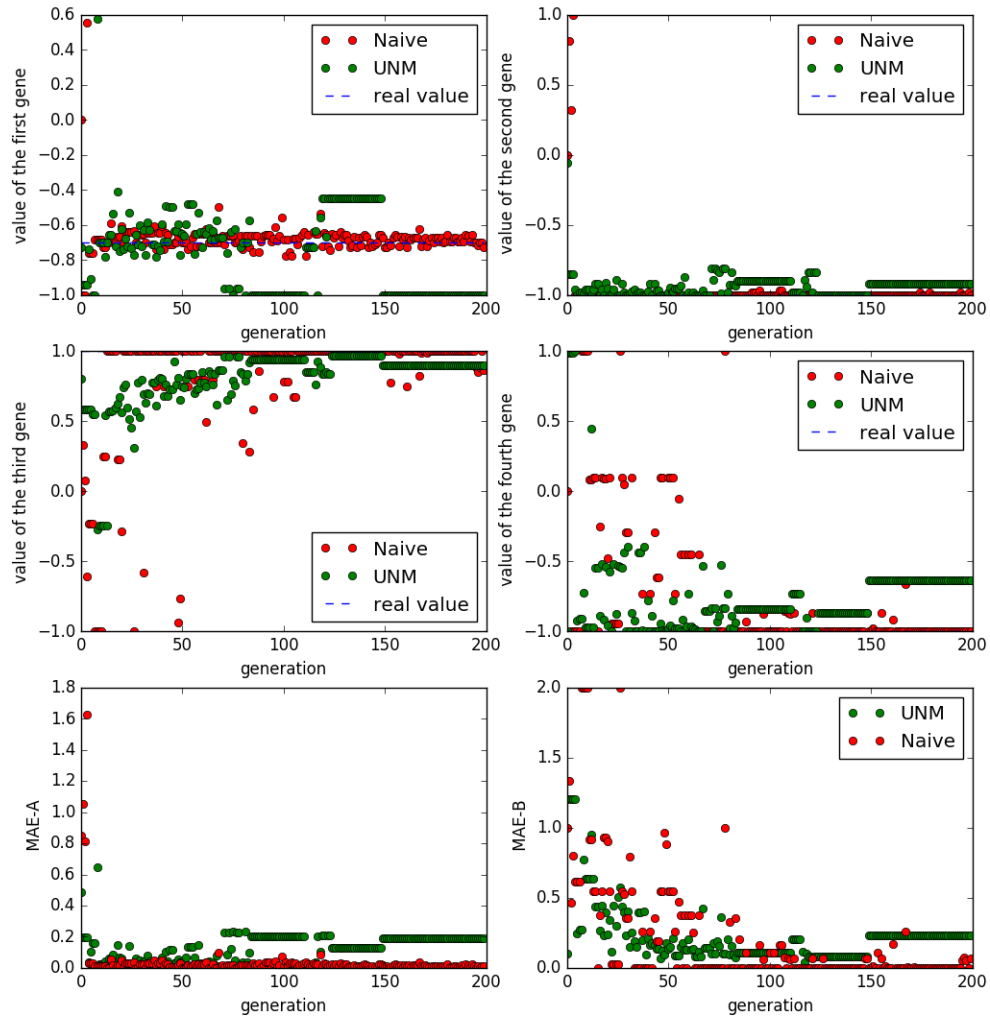 value of the first gene
0.6
0.4
0.2
0.0
−0.2
−0.4
−0.6
−0.8
−1.0
0
50
100
150
200
generation
Naive
UNM
real value
value of the second gene
1.0
0.5
0.0
−0.5
−1.0
0
50
100
150
200
generation
Naive
UNM
real value
value of the third gene
1.0
0.5
0.0
−0.5
−1.0
0
50
100
150
200
generation
Naive
UNM
real value
value of the fourth gene
1.0
0.5
0.0
−0.5
−1.0
0
50
100
150
200
generation
Naive
UNM
real value
MAE-A
1.8
1.6
1.4
1.2
1.0
0.8
0.6
0.4
0.2
0.0
0
50
100
150
200
generation
MAE-B
2.0
1.5
1.0
0.5
0.0
0
50
100
150
200
generation
UNM
Naive